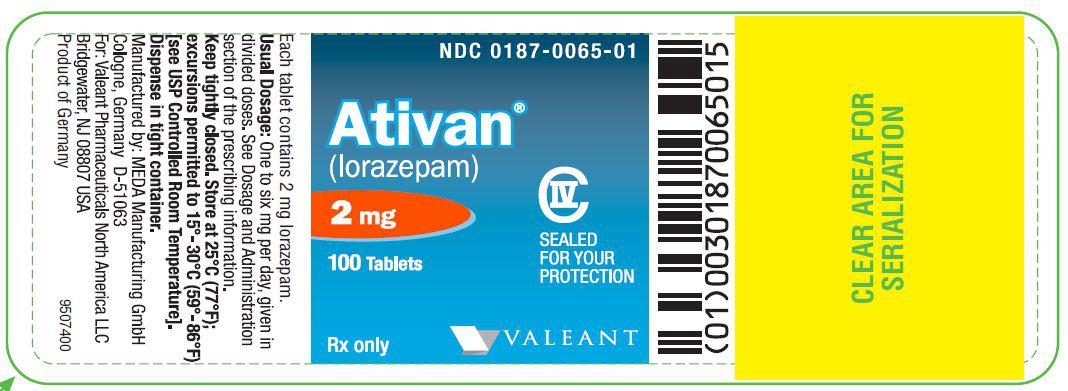 Each tablet contains 2 mg lorazepam.
Usual Dosage: One to six mg per day, given in
divided doses. See Dosage and Administration
section of the prescribing information.
Keep tightly closed. Store at 25°C (77°F);
excursions permitted to 15°- 30°C (59°- 86°F)
[see USP Controlled Room Temperature].
Dispense in tight container.
Manufactured by: MEDA Manufacturing GmbH
Cologne, Germany D-51063
For: Valeant Pharmaceuticals North America LLC
Bridgewater, NJ 08807 USA
Product of Germany
9507400
NDC 0187-0065-01
Ativan®
(lorazepam)
2 mg
100 Tablets
CIV
SEALED
FOR YOUR
PROTECTION
Rx only
VALEANT
(01)00301870065015
CLEAR AREA FOR
SERIALIZATION